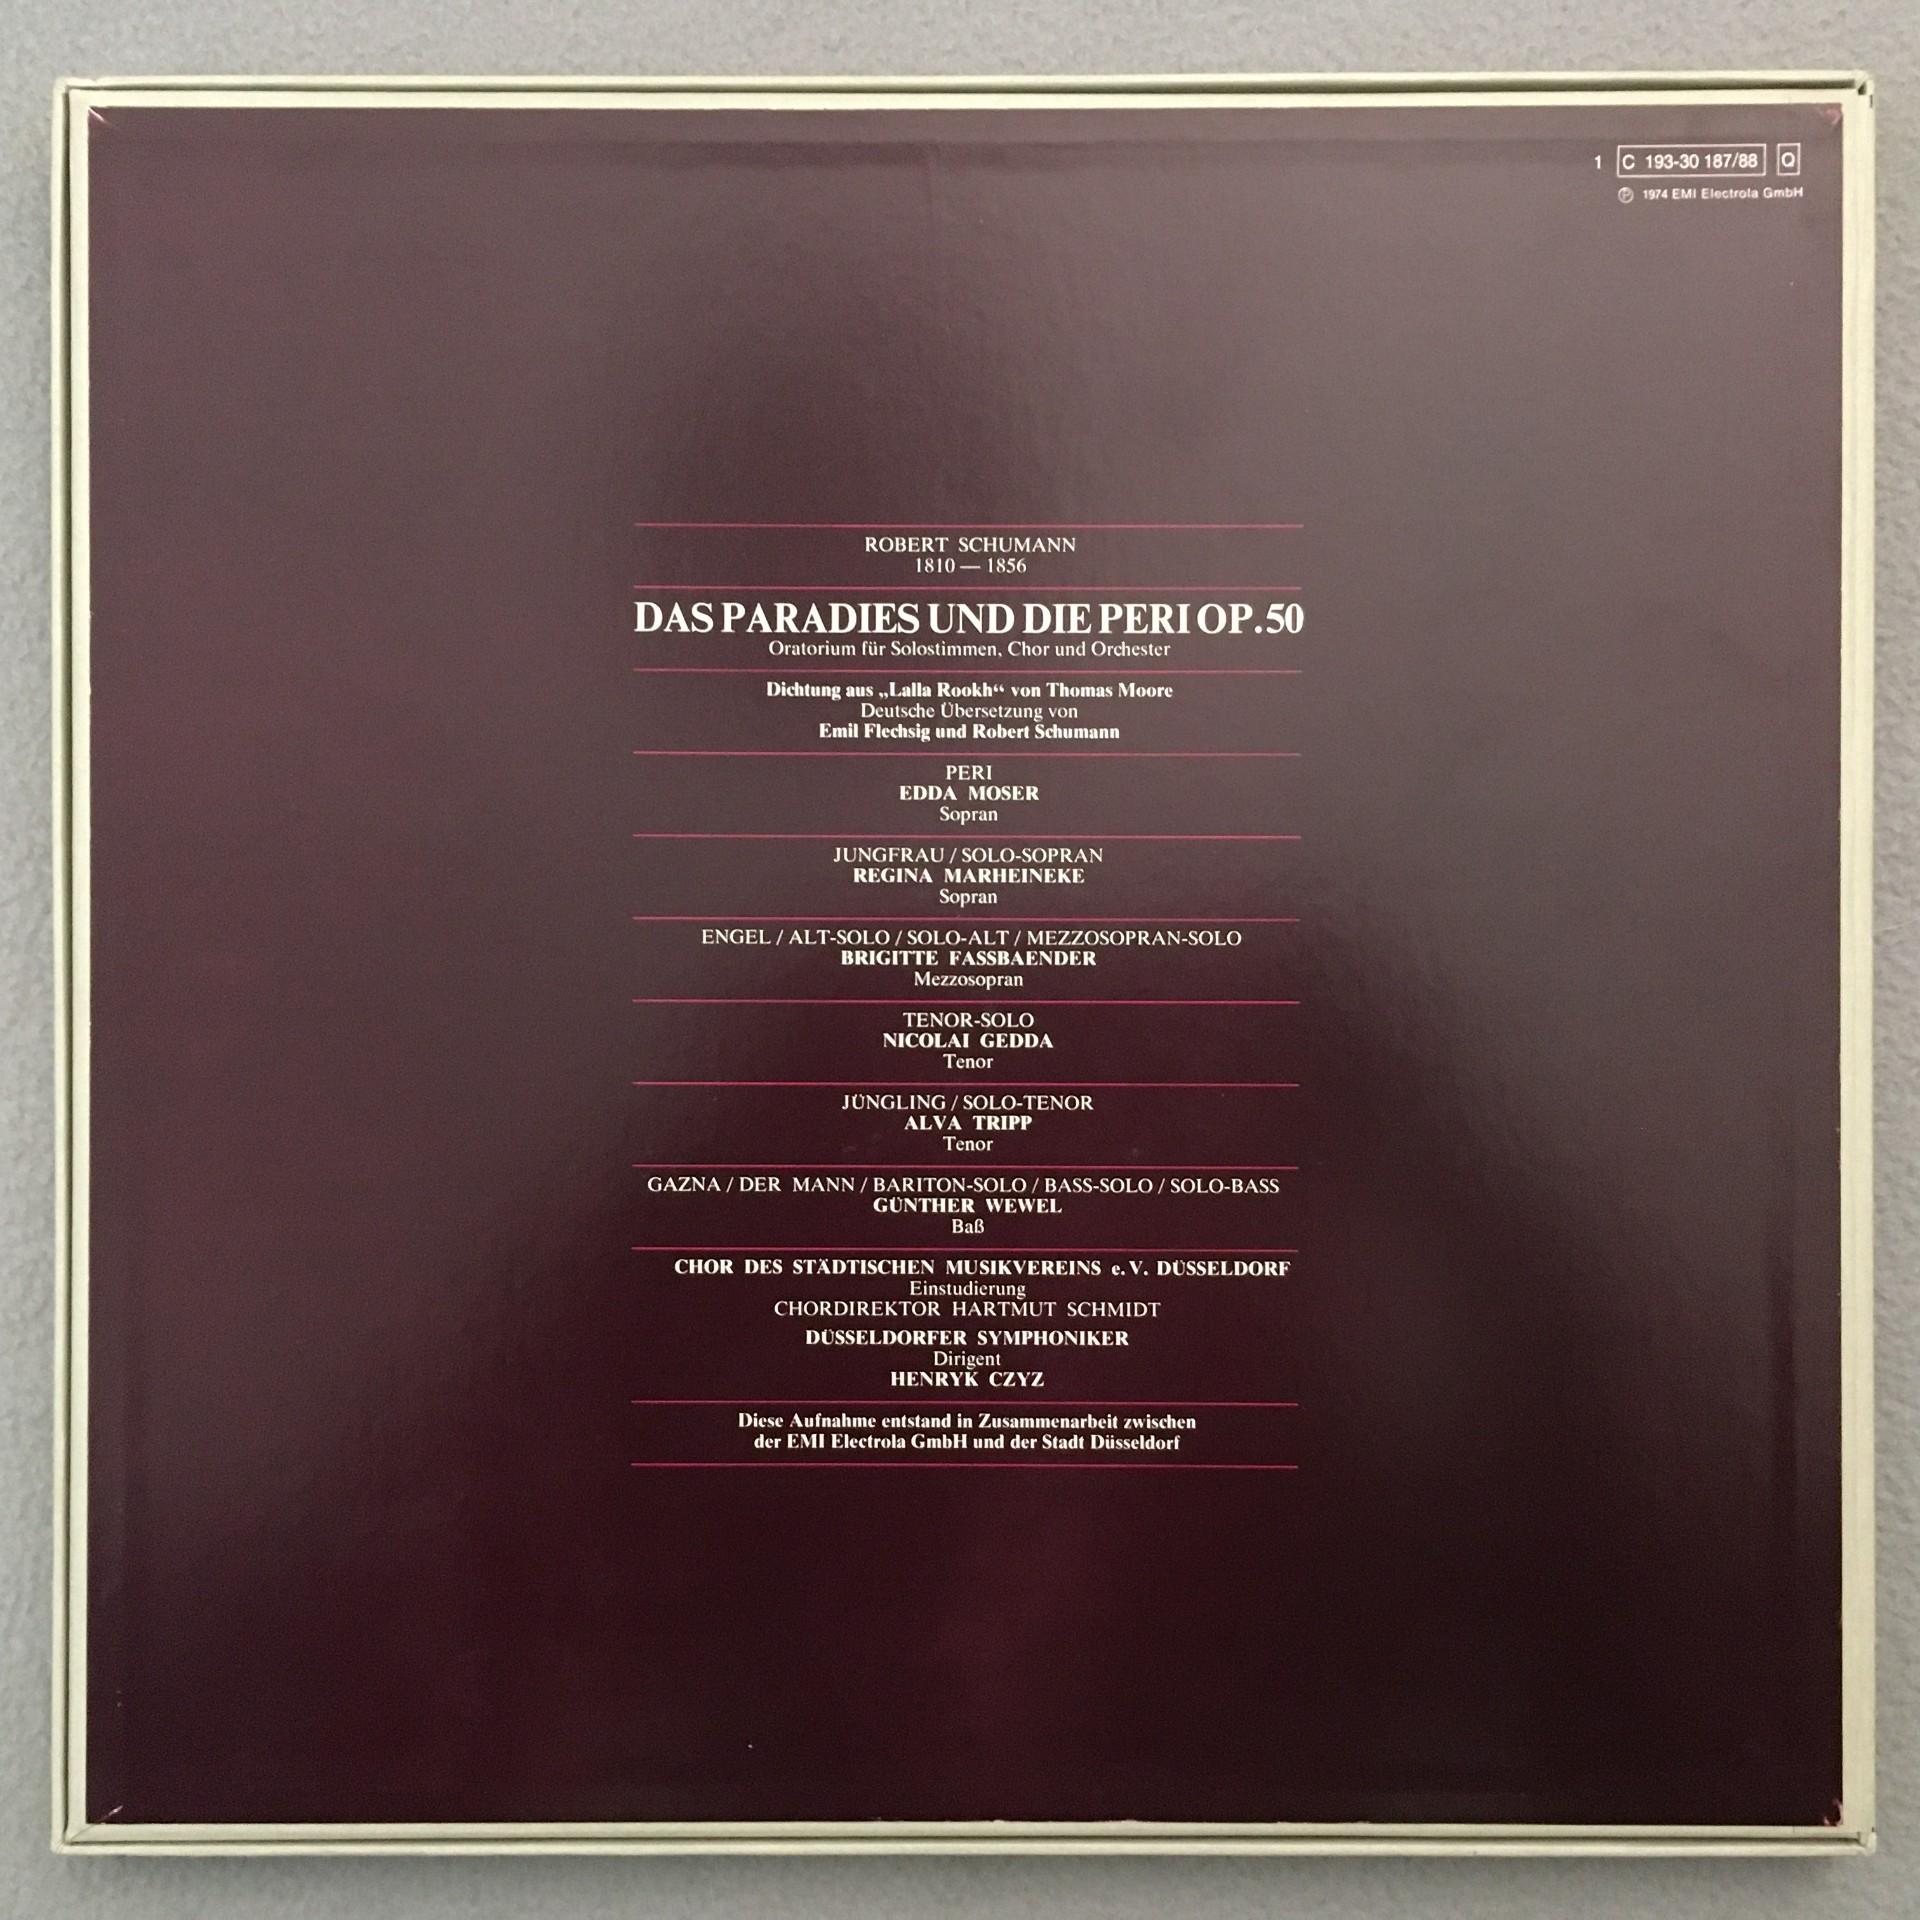 1 C 193-30 187/88 Q
Ⓟ 1974 EMI Electrola GmbH
ROBERT SCHUMANN
1810 — 1856
DAS PARADIES UND DIE PERI OP. 50
Oratorium für Solostimmen, Chor und Orchester
Dichtung aus „Lalla Rookh“ von Thomas Moore
Deutsche Übersetzung von
Emil Flechsig und Robert Schumann
PERI
EDDA MOSER
Sopran
JUNGFRAU / SOLO-SOPRAN
REGINA MARHEINEKE
Sopran
ENGEL / ALT-SOLO / SOLO-ALT / MEZZOSOPRAN-SOLO
BRIGITTE FASSBAENDER
Mezzosopran
TENOR-SOLO
NICOLAI GEDDA
Tenor
JÜNGLING / SOLO-TENOR
ALVA TRIPP
Tenor
GAZNA / DER MANN / BARITON-SOLO / BASS-SOLO / SOLO-BASS
GÜNTHER WEWEL
Baß
CHOR DES STÄDTISCHEN MUSIKVEREINS e. V. DÜSSELDORF
Einstudierung
CHORDIREKTOR HARTMUT SCHMIDT
DÜSSELDORFER SYMPHONIKER
Dirigent
HENRYK CZYZ
Diese Aufnahme entstand in Zusammenarbeit zwischen
der EMI Electrola GmbH und der Stadt Düsseldorf